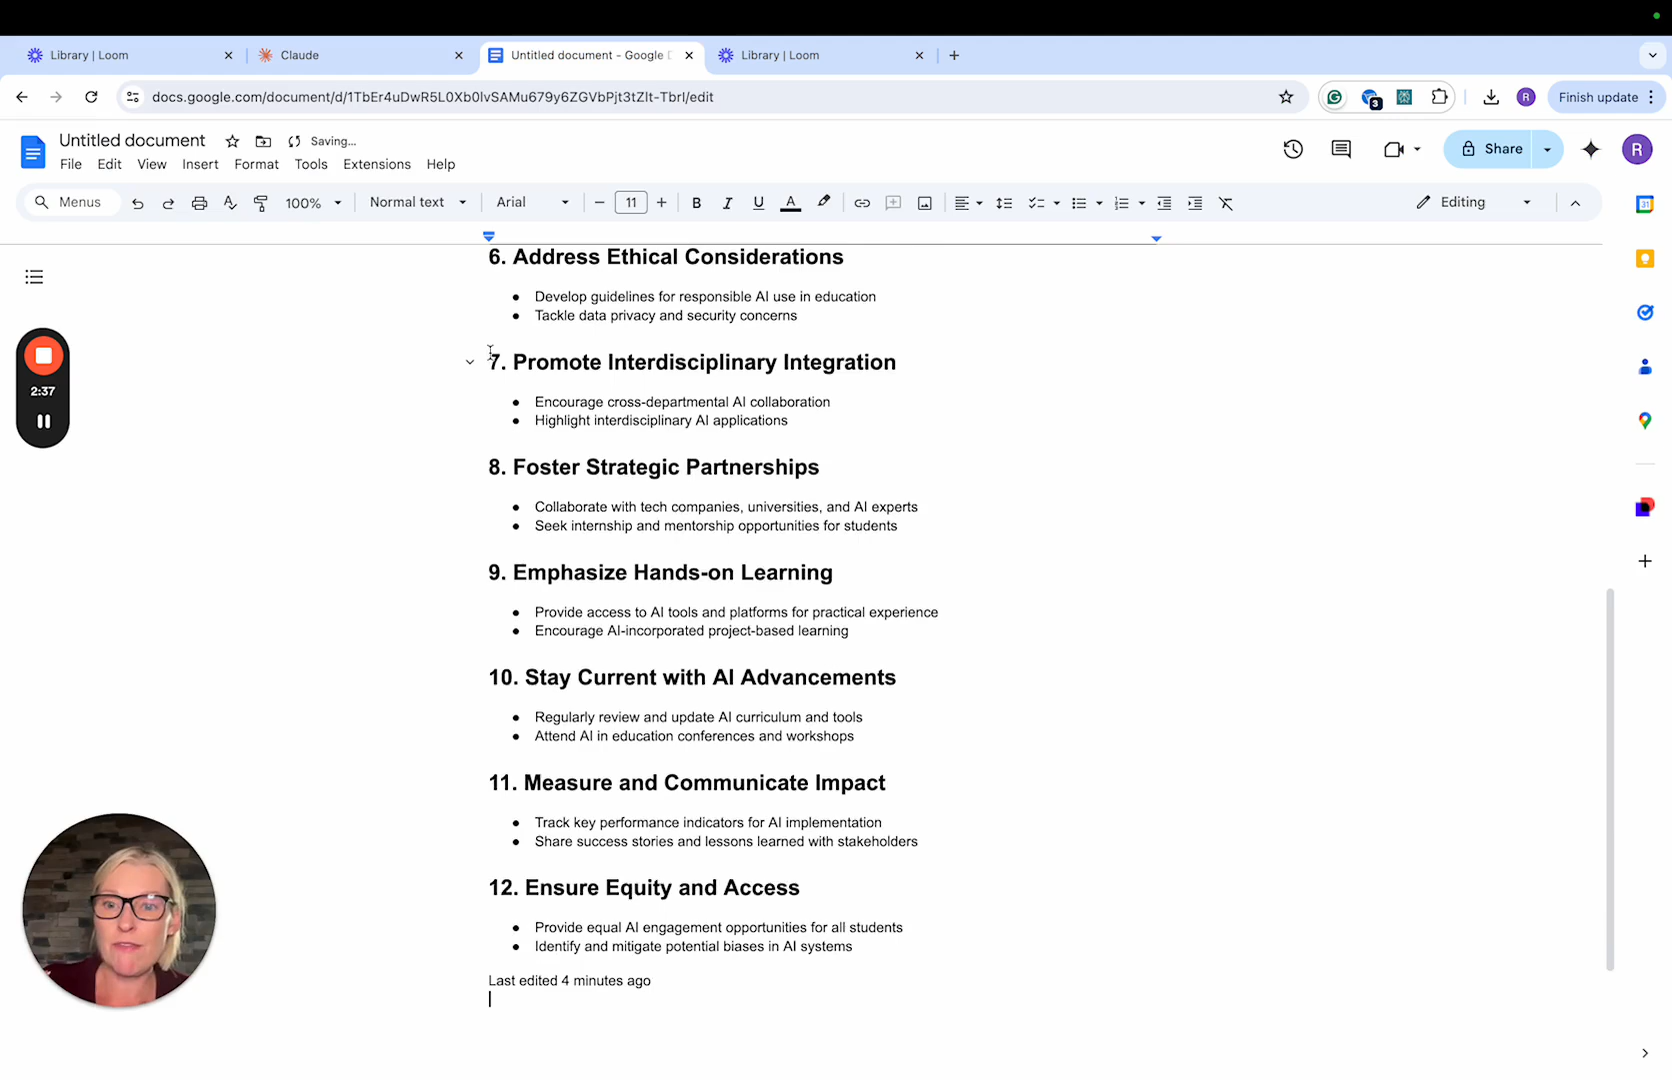 Library | Loom
Claude
Untitled document - Google D
Library | Loom
docs.google.com/document/d/1TbEr4uDwR5L0Xb0lvSAMu679y6ZGVbPjt3tZIt-TbrI/edit
3
R
Finish update
Untitled document
Saving...
File Edit View Insert Format Tools Extensions Help
Share
R
Menus
100%
Normal text
Arial
11
B I U A
Editing
31
6. Address Ethical Considerations
● Develop guidelines for responsible AI use in education
● Tackle data privacy and security concerns
7. Promote Interdisciplinary Integration
● Encourage cross-departmental AI collaboration
● Highlight interdisciplinary AI applications
2:37
8. Foster Strategic Partnerships
● Collaborate with tech companies, universities, and AI experts
● Seek internship and mentorship opportunities for students
9. Emphasize Hands-on Learning
● Provide access to AI tools and platforms for practical experience
● Encourage AI-incorporated project-based learning
10. Stay Current with AI Advancements
● Regularly review and update AI curriculum and tools
● Attend AI in education conferences and workshops
11. Measure and Communicate Impact
● Track key performance indicators for AI implementation
● Share success stories and lessons learned with stakeholders
12. Ensure Equity and Access
● Provide equal AI engagement opportunities for all students
● Identify and mitigate potential biases in AI systems
Last edited 4 minutes ago